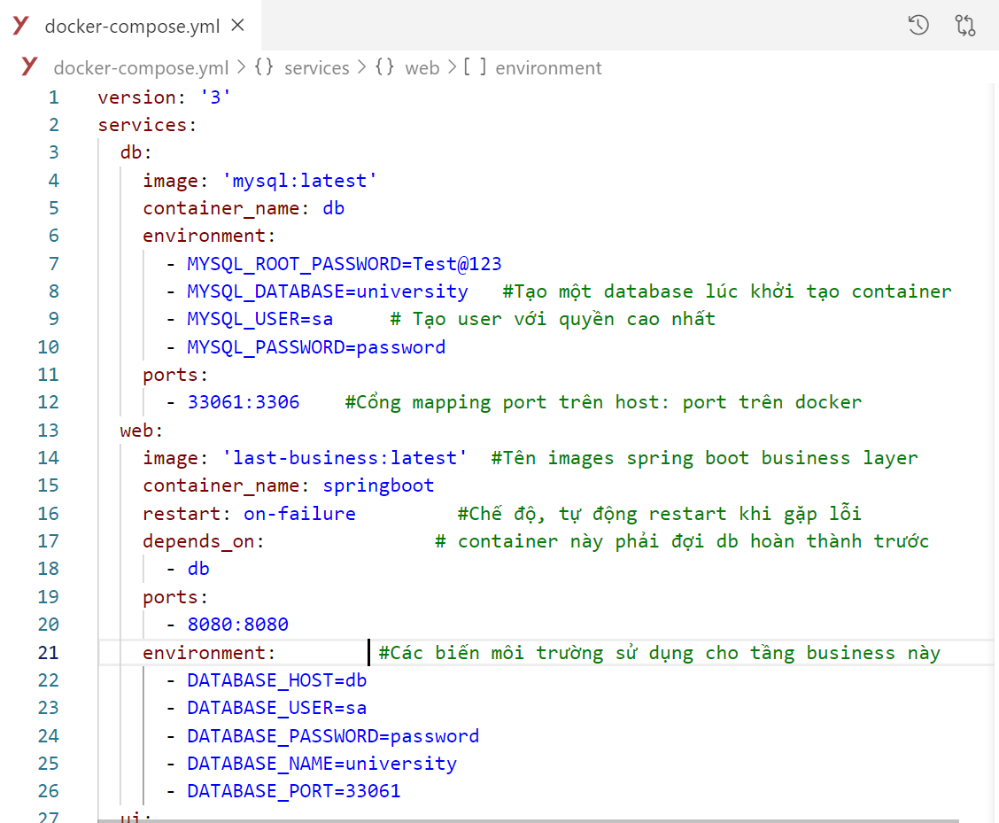 docker-compose.yml
docker-compose.yml > {} services > {} web > [ ] environment
1 version: '3'
2 services:
3 db:
4 image: 'mysql:latest'
5 container_name: db
6 environment:
7 - MYSQL_ROOT_PASSWORD=Test@123
8 - MYSQL_DATABASE=university #Tạo một database lúc khởi tạo container
9 - MYSQL_USER=sa # Tạo user với quyền cao nhất
10 - MYSQL_PASSWORD=password
11 ports:
12 - 33061:3306 #Cổng mapping port trên host: port trên docker
13 web:
14 image: 'last-business:latest' #Tên images spring boot business layer
15 container_name: springboot
16 restart: on-failure #Chế độ, tự động restart khi gặp lỗi
17 depends_on: # container này phải đợi db hoàn thành trước
18 - db
19 ports:
20 - 8080:8080
21 environment: #Các biến môi trường sử dụng cho tầng business này
22 - DATABASE_HOST=db
23 - DATABASE_USER=sa
24 - DATABASE_PASSWORD=password
25 - DATABASE_NAME=university
26 - DATABASE_PORT=33061
27 ui: